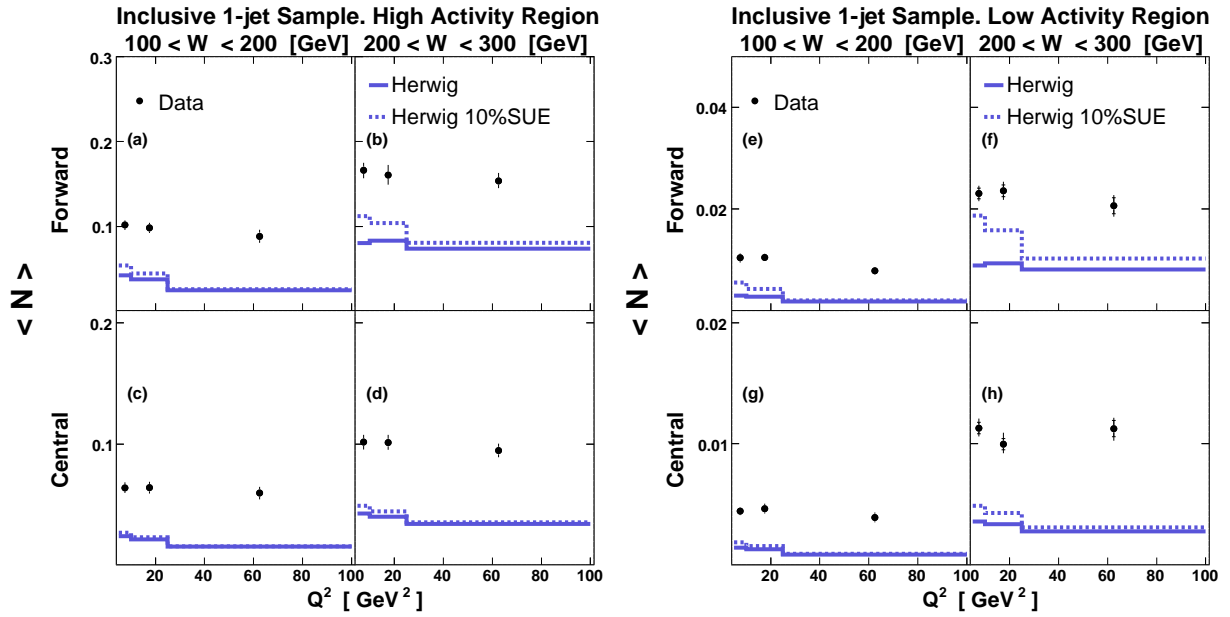 Inclusive 1-jet Sample. High Activity Region
100 < W < 200 [GeV]
200 < W < 300 [GeV]
0.3
0.2
0.1
0.2
0.1
Forward
Central
< N >
Data
Herwig
Herwig 10%SUE
(a)
(b)
(c)
(d)
20 40 60 80 100
20 40 60 80 100
Q² [ GeV² ]
Inclusive 1-jet Sample. Low Activity Region
100 < W < 200 [GeV]
200 < W < 300 [GeV]
0.04
0.02
0.02
0.01
Forward
Central
< N >
Data
Herwig
Herwig 10%SUE
(e)
(f)
(g)
(h)
20 40 60 80 100
20 40 60 80 100
Q² [ GeV² ]